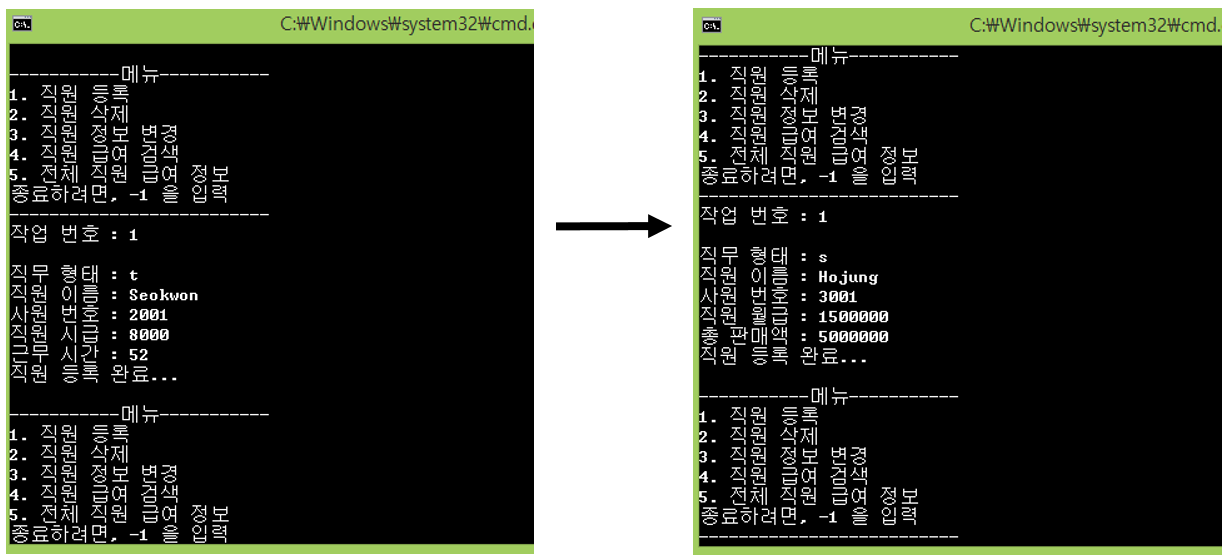 C:₩Windows₩system32₩cmd.
-----------메뉴-----------
1. 직원 등록
2. 직원 삭제
3. 직원 정보 변경
4. 직원 급여 검색
5. 전체 직원 급여 정보
종료하려면, -1 을 입력
--------------------------
작업 번호 : 1
직무 형태 : t
직원 이름 : Seokwon
사원 번호 : 2001
직원 시급 : 8000
근무 시간 : 52
직원 등록 완료...
-----------메뉴-----------
1. 직원 등록
2. 직원 삭제
3. 직원 정보 변경
4. 직원 급여 검색
5. 전체 직원 급여 정보
종료하려면, -1 을 입력
C:₩Windows₩system32₩cmd.
-----------메뉴-----------
1. 직원 등록
2. 직원 삭제
3. 직원 정보 변경
4. 직원 급여 검색
5. 전체 직원 급여 정보
종료하려면, -1 을 입력
--------------------------
작업 번호 : 1
직무 형태 : s
직원 이름 : Hojung
사원 번호 : 3001
직원 월급 : 1500000
총 판매액 : 5000000
직원 등록 완료...
-----------메뉴-----------
1. 직원 등록
2. 직원 삭제
3. 직원 정보 변경
4. 직원 급여 검색
5. 전체 직원 급여 정보
종료하려면, -1 을 입력
--------------------------